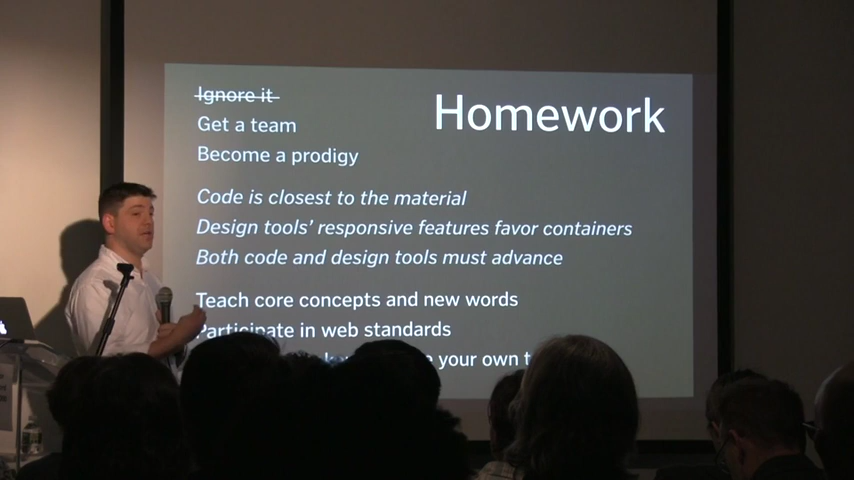 Homework
Ignore it
Get a team
Become a prodigy
Code is closest to the material
Design tools' responsive features favor containers
Both code and design tools must advance
Teach core concepts and new words
Participate in web standards
your own